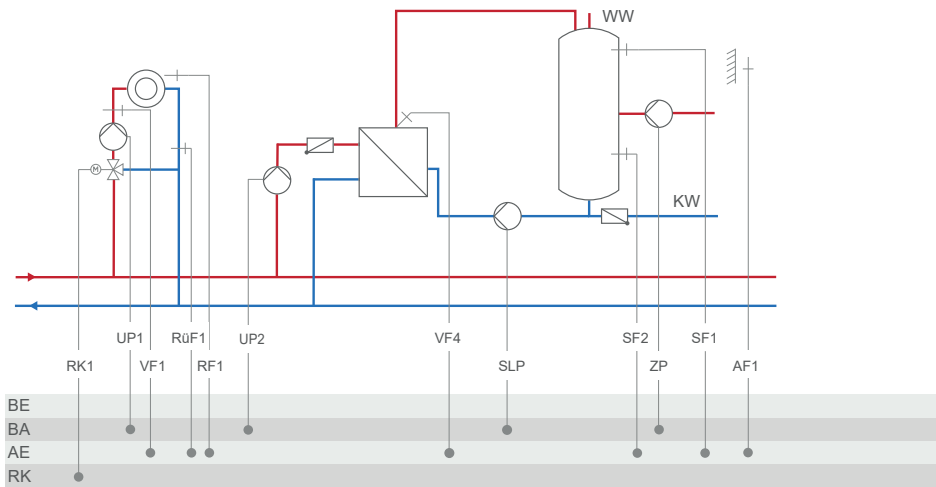 WW
M
KW
UP1
RüF1
UP2
VF4
SF2
SF1
RK1
VF1
RF1
SLP
ZP
AF1
BE
BA
AE
RK